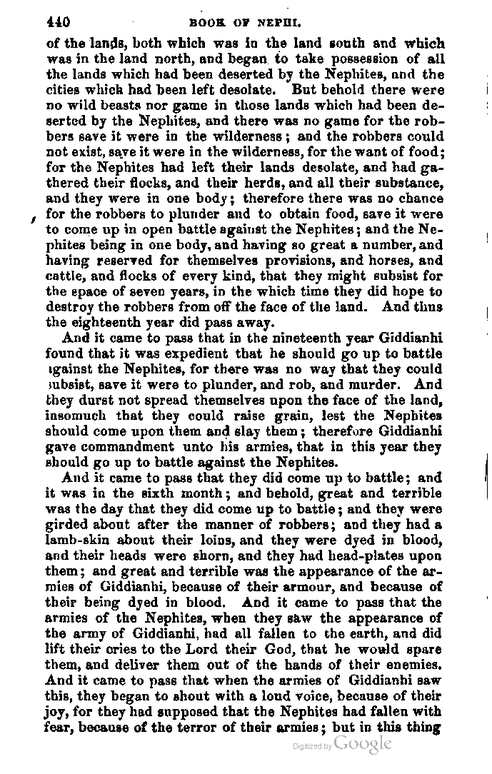 440 BOOK OF NEPHI.
of the lands, both which was in the land south and which
was in the land north, and began to take possession of all
the lands which had been deserted by the Nephites, and the
cities which had been left desolate. But behold there were
no wild beasts nor game in those lands which had been de-
serted by the Nephites, and there was no game for the rob-
bers save it were in the wilderness; and the robbers could
not exist, save it were in the wilderness, for the want of food;
for the Nephites had left their lands desolate, and had ga-
thered their flocks, and their herds, and all their substance,
and they were in one body; therefore there was no chance
for the robbers to plunder and to obtain food, save it were
to come up in open battle against the Nephites; and the Ne-
phites being in one body, and having so great a number, and
having reserved for themselves provisions, and horses, and
cattle, and flocks of every kind, that they might subsist for
the space of seven years, in the which time they did hope to
destroy the robbers from off the face of the land. And thus
the eighteenth year did pass away.
And it came to pass that in the nineteenth year Giddianhi
found that it was expedient that he should go up to battle
against the Nephites, for there was no way that they could
subsist, save it were to plunder, and rob, and murder. And
they durst not spread themselves upon the face of the land,
insomuch that they could raise grain, lest the Nephites
should come upon them and slay them; therefore Giddianhi
gave commandment unto his armies, that in this year they
should go up to battle against the Nephites.
And it came to pass that they did come up to battle; and
it was in the sixth month; and behold, great and terrible
was the day that they did come up to battle; and they were
girded about after the manner of robbers; and they had a
lamb-skin about their loins, and they were dyed in blood,
and their heads were shorn, and they had head-plates upon
them; and great and terrible was the appearance of the ar-
mies of Giddianhi, because of their armour, and because of
their being dyed in blood. And it came to pass that the
armies of the Nephites, when they saw the appearance of
the army of Giddianhi, had all fallen to the earth, and did
lift their cries to the Lord their God, that he would spare
them, and deliver them out of the hands of their enemies.
And it came to pass that when the armies of Giddianhi saw
this, they began to shout with a loud voice, because of their
joy, for they had supposed that the Nephites had fallen with
fear, because of the terror of their armies; but in this thing
Digitized by Google